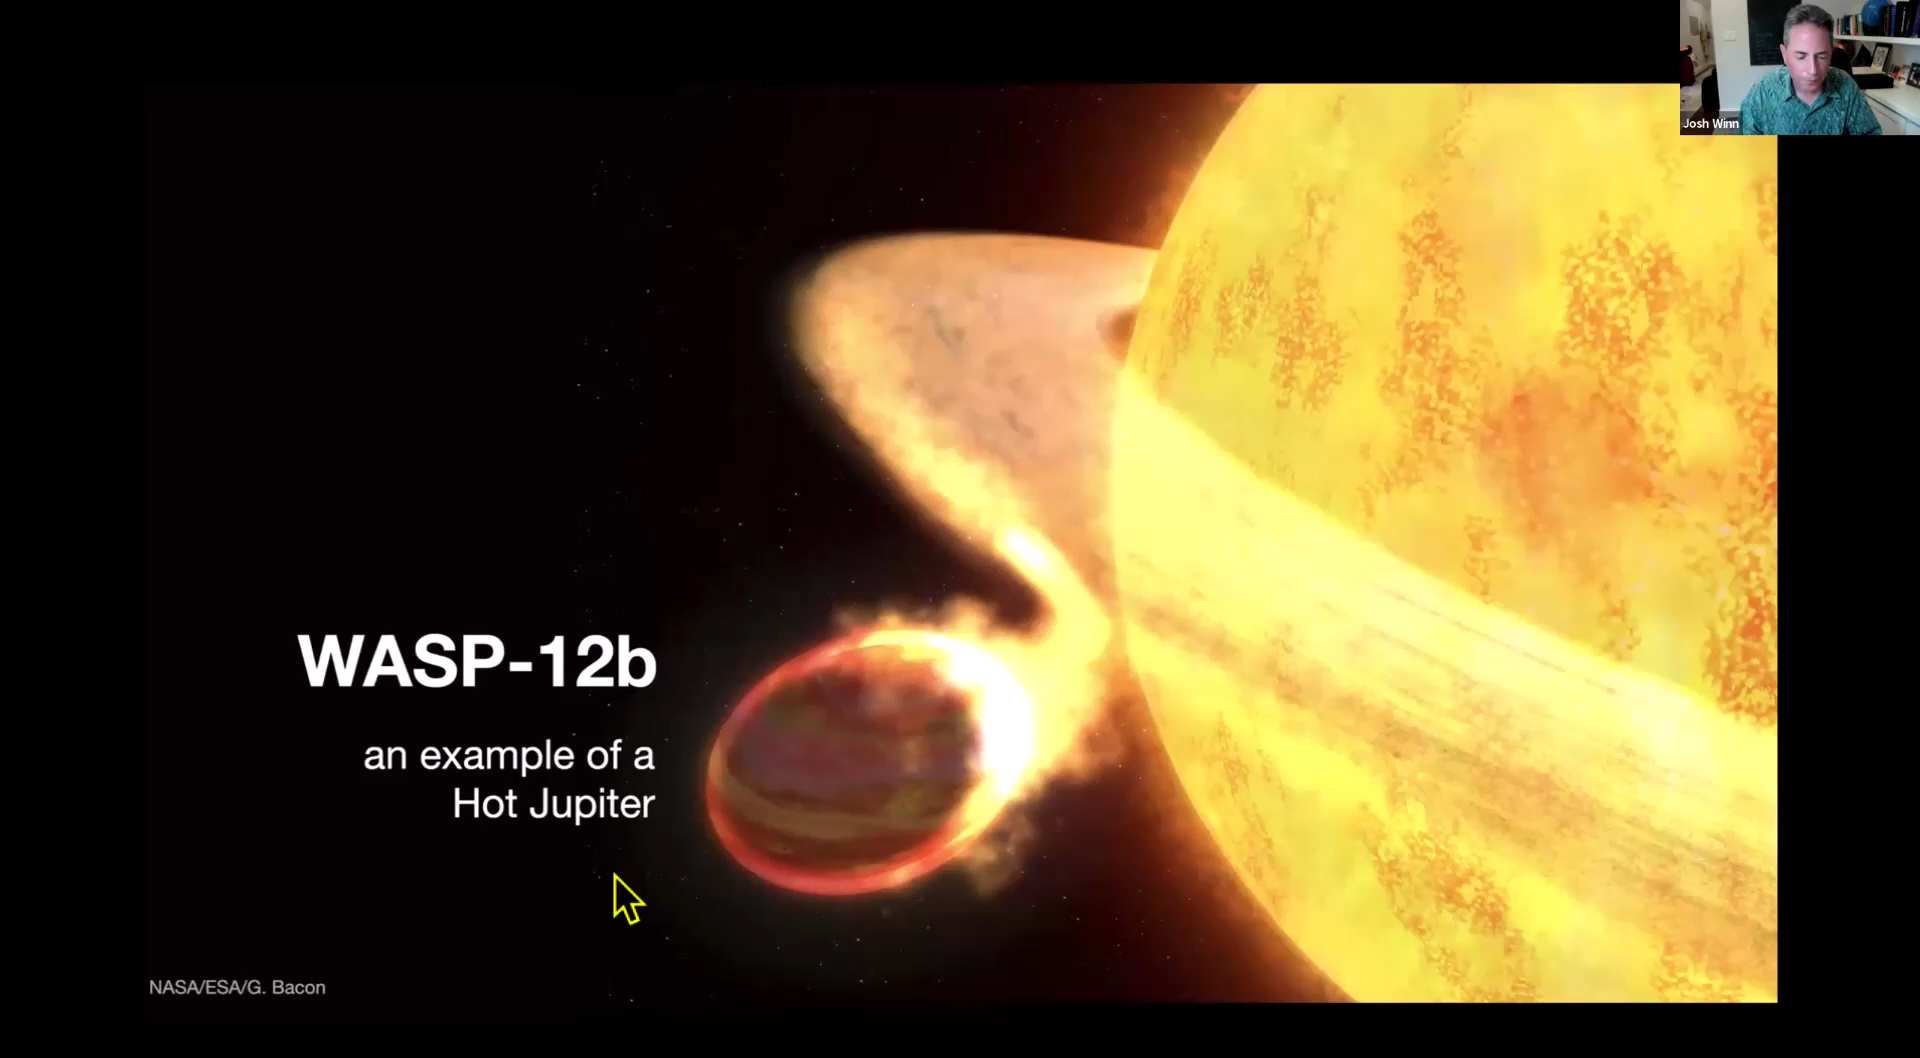 Josh Winn
WASP-12b
an example of a
Hot Jupiter
NASA/ESA/G. Bacon